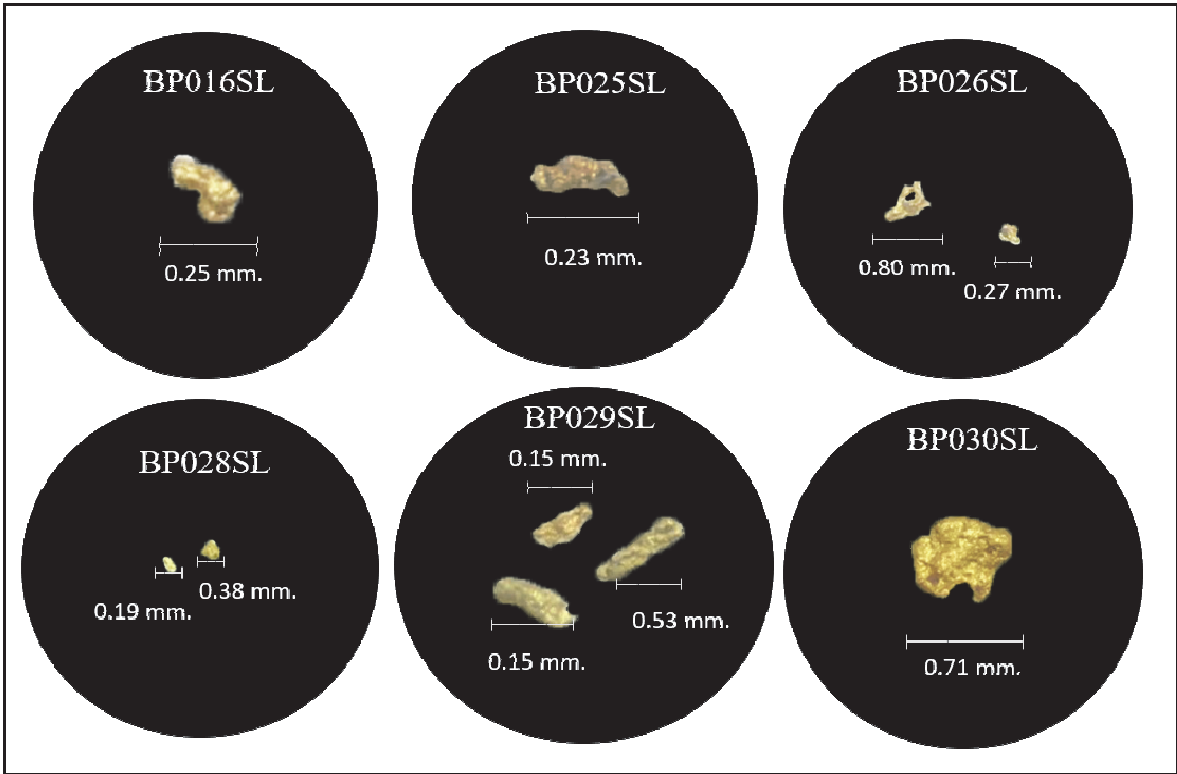 BP016SL
0.25 mm.
BP025SL
0.23 mm.
BP026SL
0.80 mm.
0.27 mm.
BP028SL
0.19 mm.
0.38 mm.
BP029SL
0.15 mm.
0.53 mm.
0.15 mm.
BP030SL
0.71 mm.